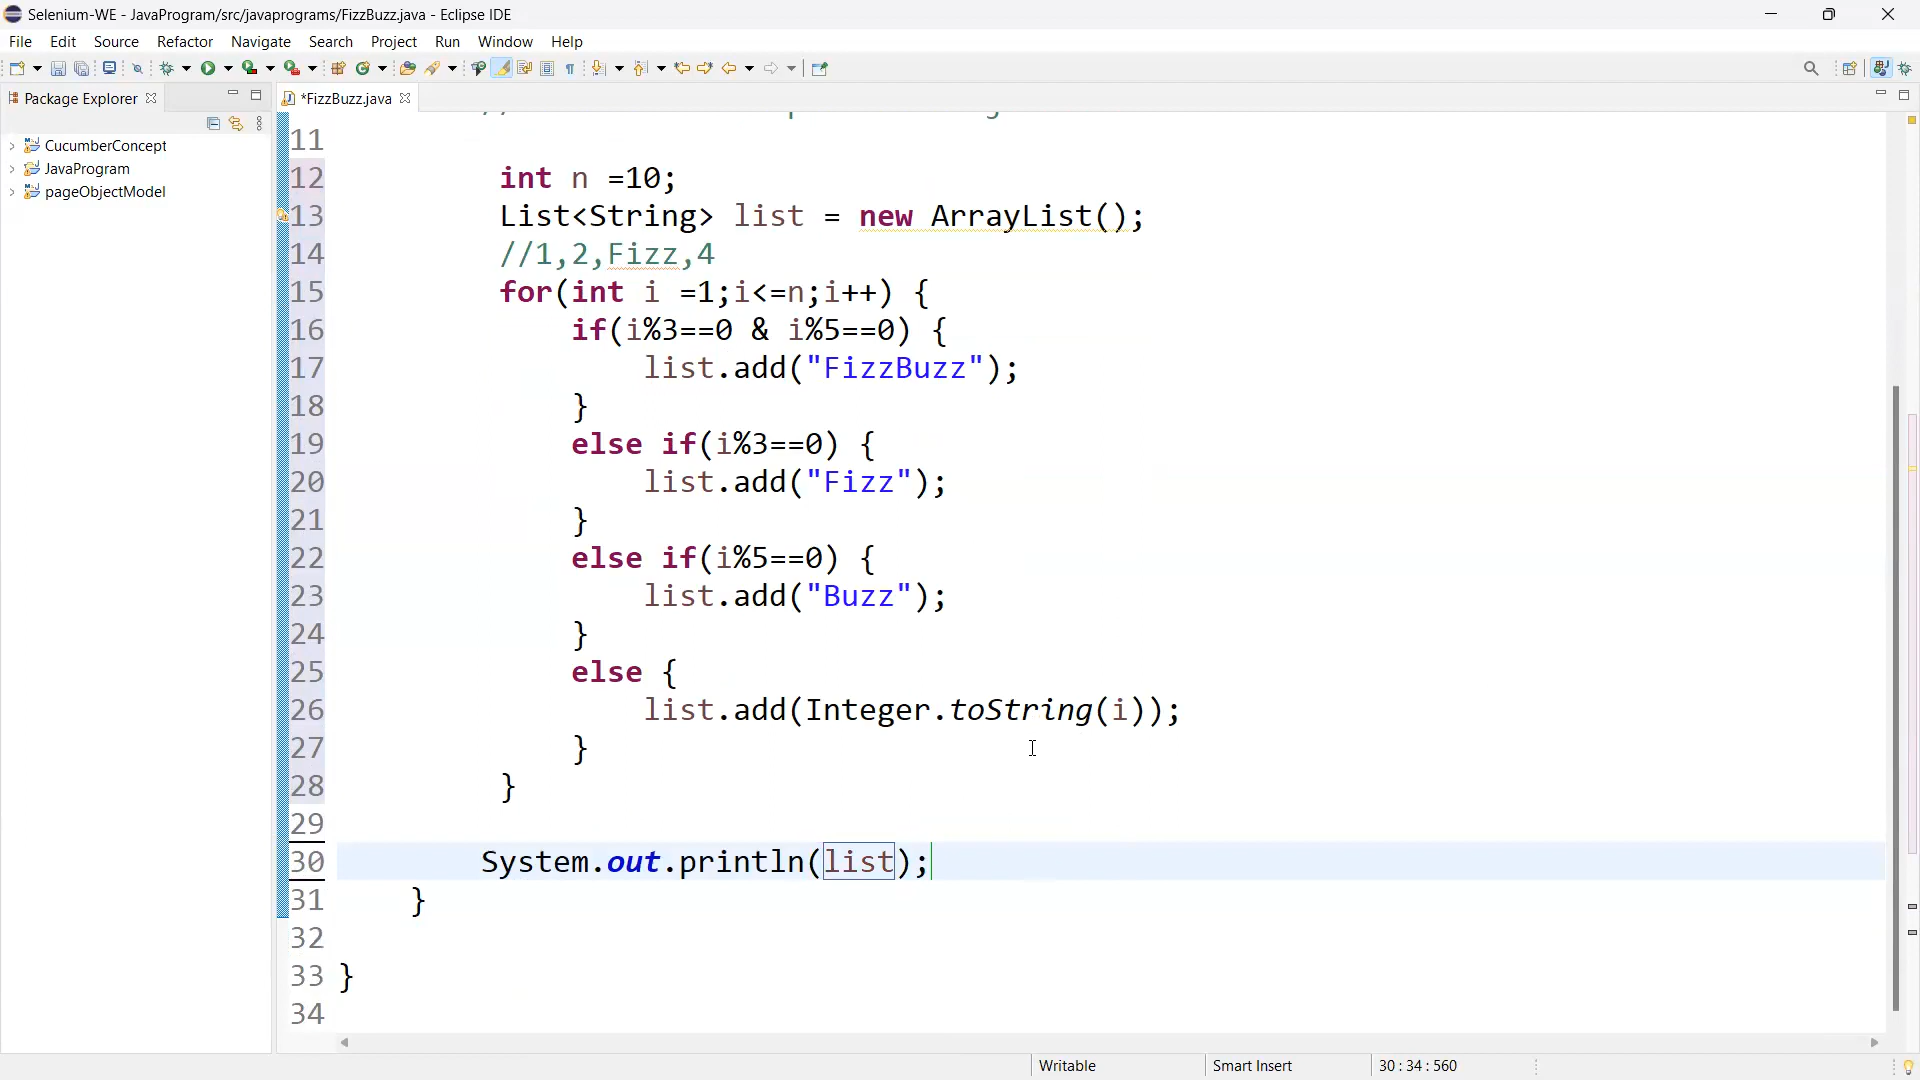 Selenium-WE - JavaProgram/src/javaprograms/FizzBuzz.java - Eclipse IDE
File Edit Source Refactor Navigate Search Project Run Window Help
Package Explorer
*FizzBuzz.java
CucumberConcept
JavaProgram
pageObjectModel
11
12 int n =10;
13 List<String> list = new ArrayList();
14 //1,2,Fizz,4
15 for(int i =1;i<=n;i++) {
16 if(i%3==0 & i%5==0) {
17 list.add("FizzBuzz");
18 }
19 else if(i%3==0) {
20 list.add("Fizz");
21 }
22 else if(i%5==0) {
23 list.add("Buzz");
24 }
25 else {
26 list.add(Integer.toString(i));
27 }
28 }
29
30 System.out.println(list);
31 }
32
33 }
34
Writable Smart Insert 30 : 34 : 560